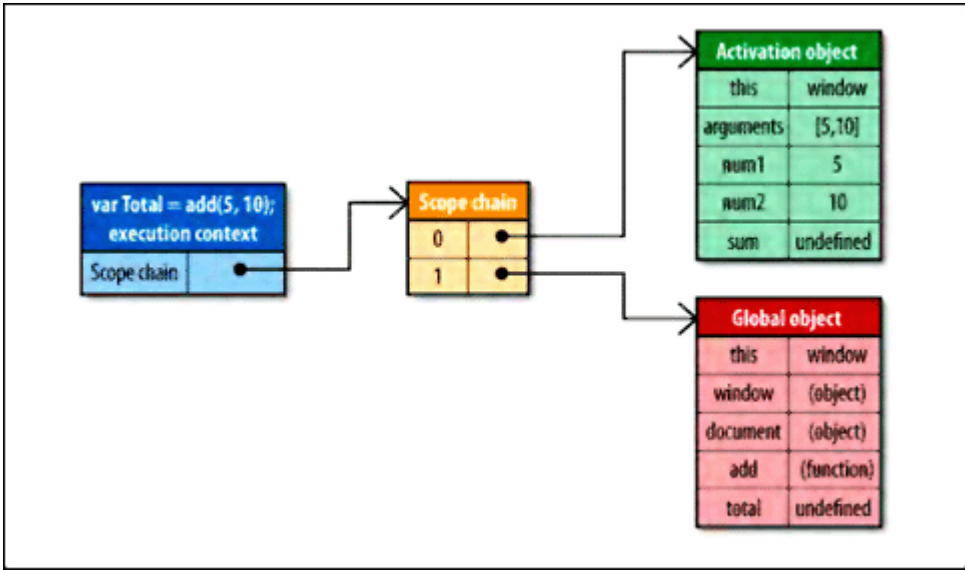 var Total = add(5, 10);
execution context
Scope chain
Scope chain
0
1
Activation object
this window
arguments [5,10]
num1 5
num2 10
sum undefined
Global object
this window
window (object)
document (object)
add (function)
total undefined